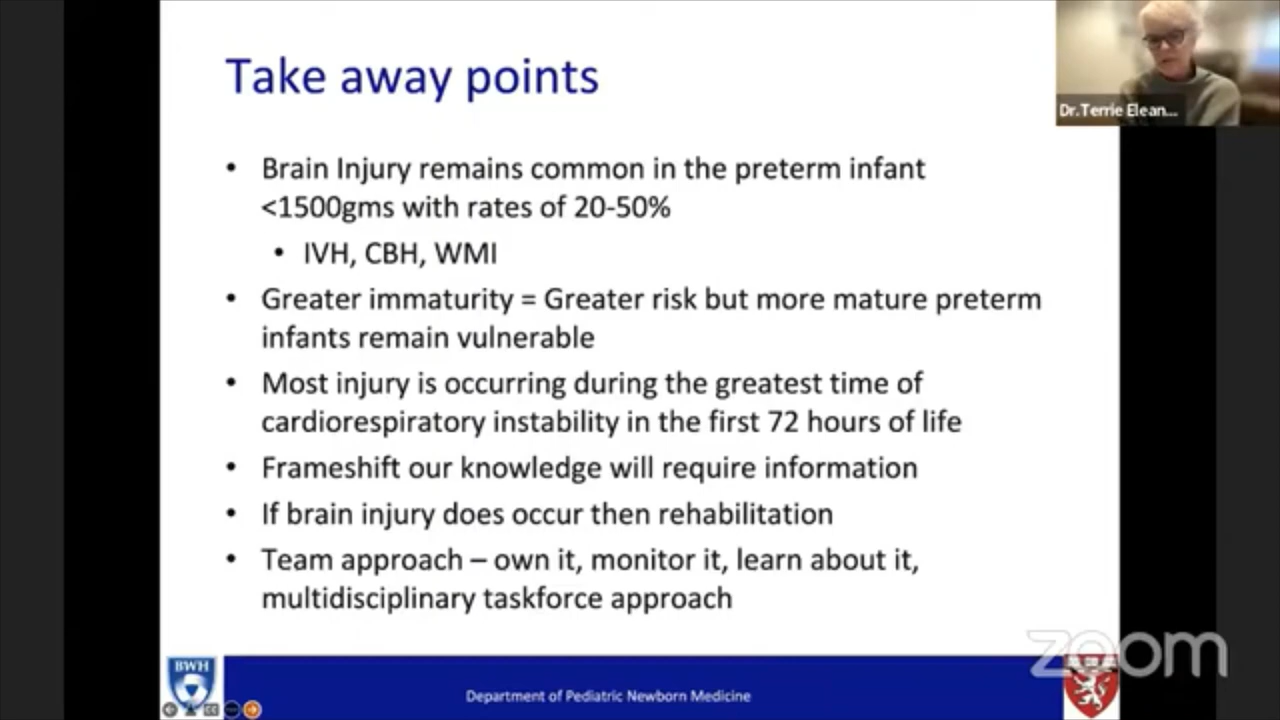 Take away points
Dr.Terrie Elean...
• Brain Injury remains common in the preterm infant
<1500gms with rates of 20-50%
• IVH, CBH, WMI
• Greater immaturity = Greater risk but more mature preterm
infants remain vulnerable
• Most injury is occurring during the greatest time of
cardiorespiratory instability in the first 72 hours of life
• Frameshift our knowledge will require information
• If brain injury does occur then rehabilitation
• Team approach – own it, monitor it, learn about it,
multidisciplinary taskforce approach
zoom
BWH
Department of Pediatric Newborn Medicine